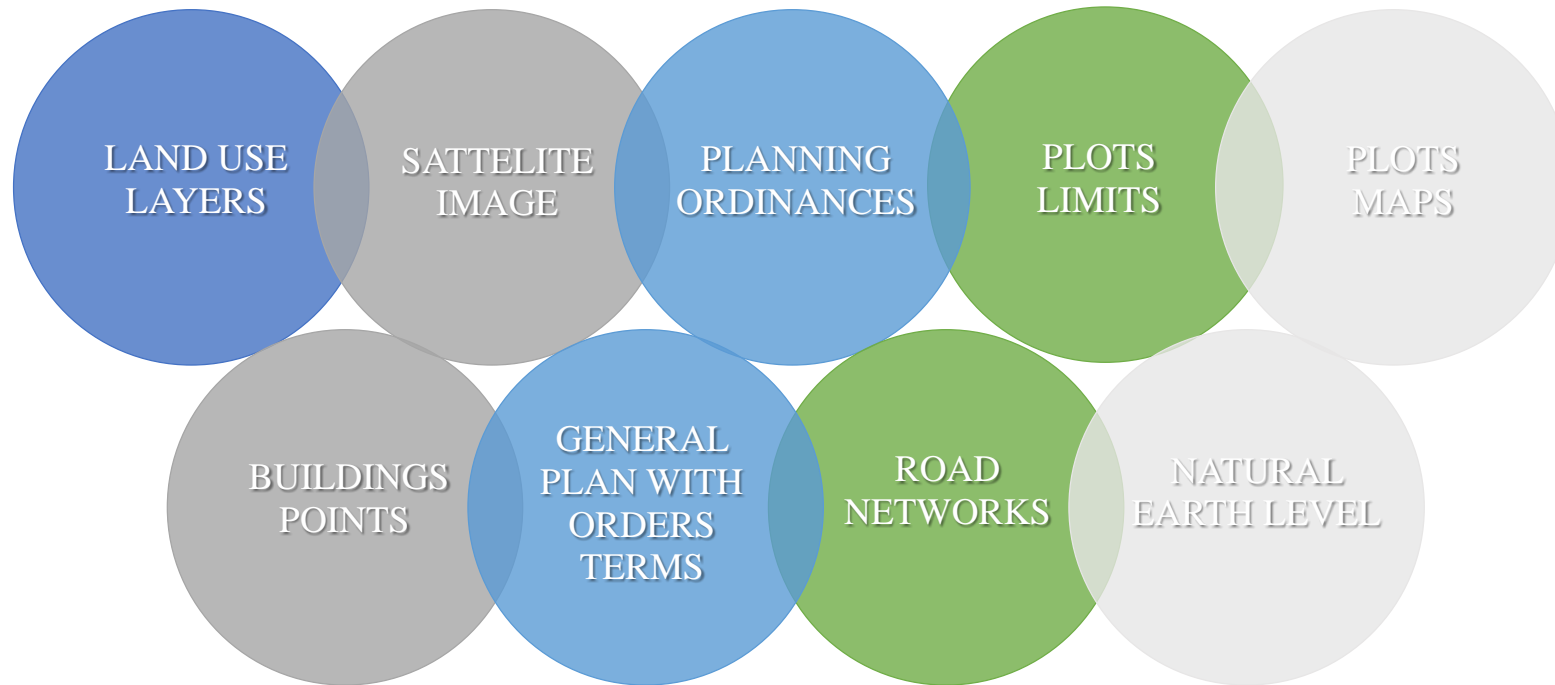 LAND USE
LAYERS
SATTELITE
IMAGE
PLANNING
ORDINANCES
PLOTS
LIMITS
PLOTS
MAPS
BUILDINGS
POINTS
GENERAL
PLAN WITH
ORDERS
TERMS
ROAD
NETWORKS
NATURAL
EARTH LEVEL